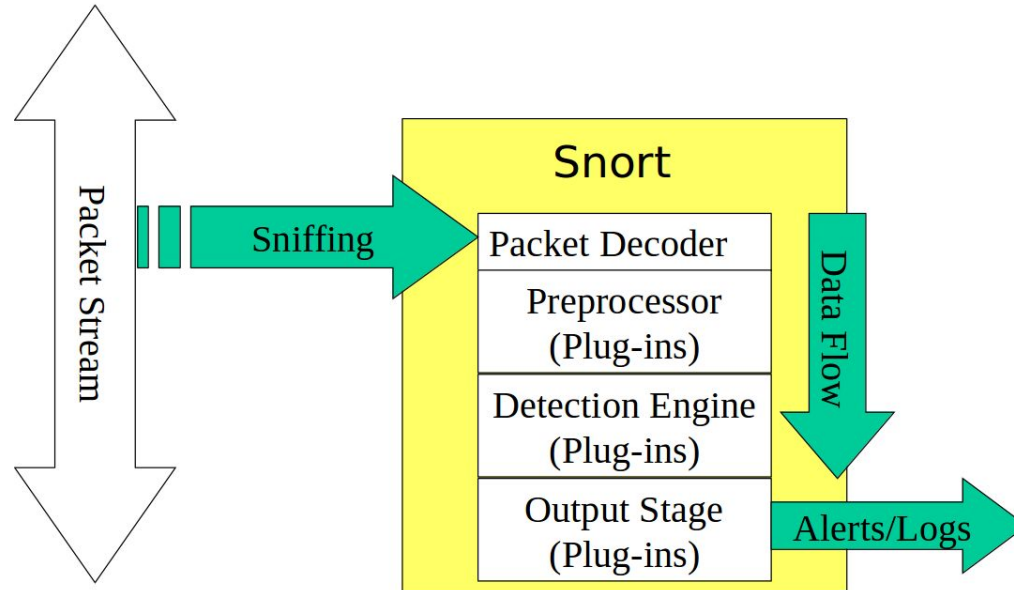 Packet Stream
Sniffing
Snort
Packet Decoder
Preprocessor
(Plug-ins)
Detection Engine
(Plug-ins)
Output Stage
(Plug-ins)
Data Flow
Alerts/Logs